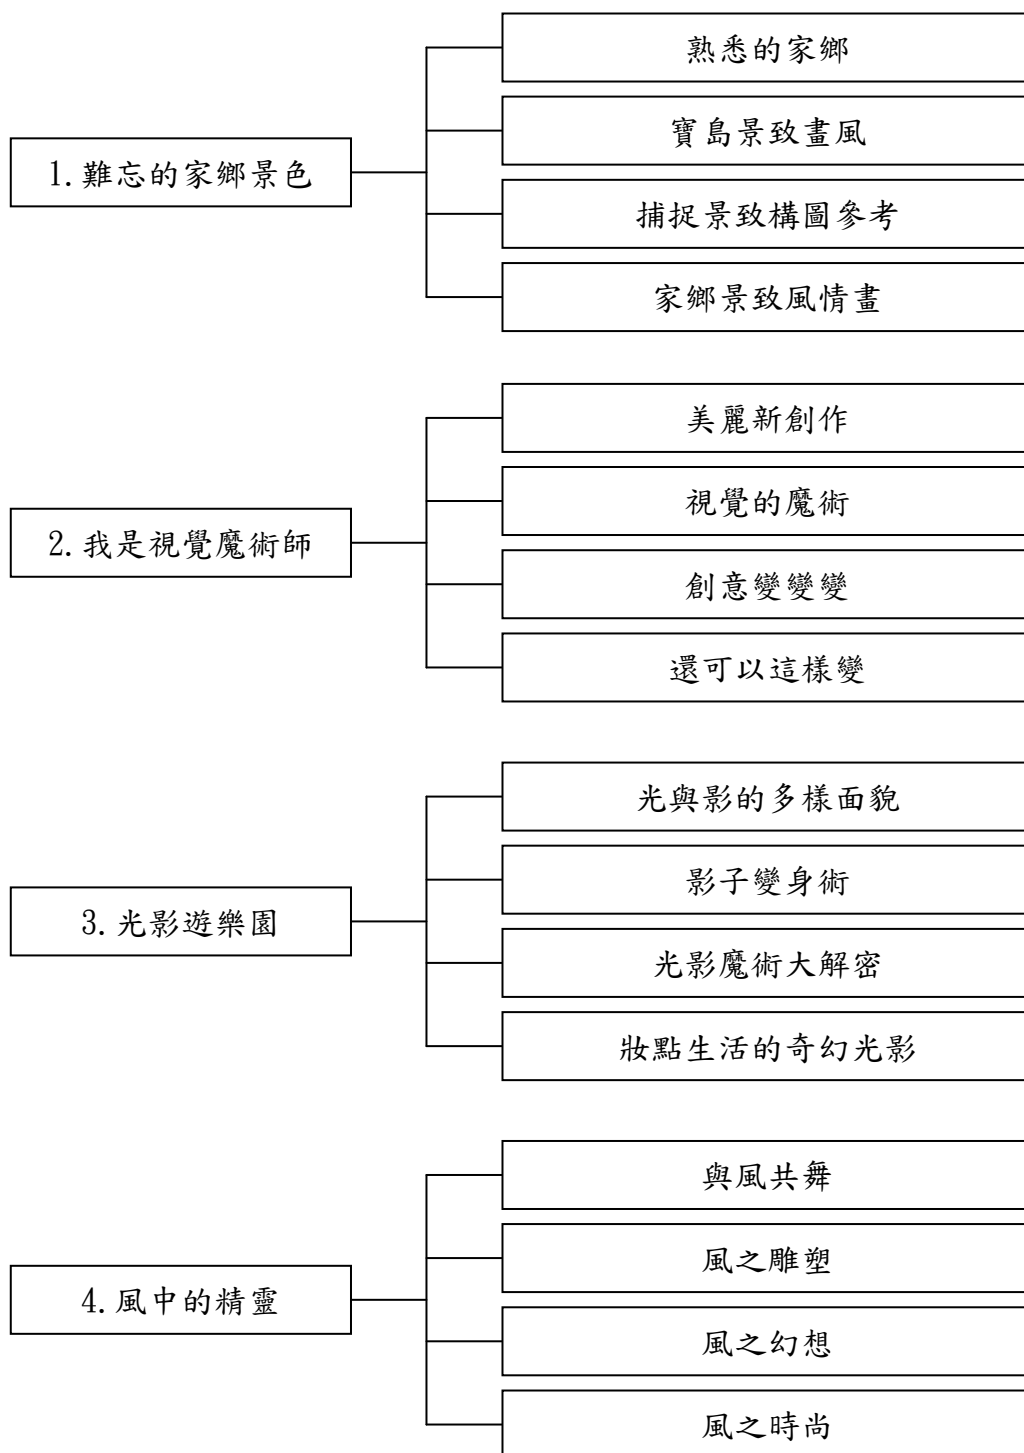 1.難忘的家鄉景色
熟悉的家鄉
寶島景致畫風
捕捉景致構圖參考
家鄉景致風情畫
2.我是視覺魔術師
美麗新創作
視覺的魔術
創意變變變
還可以這樣變
3.光影遊樂園
光與影的多樣面貌
影子變身術
光影魔術大解密
妝點生活的奇幻光影
4.風中的精靈
與風共舞
風之雕塑
風之幻想
風之時尚